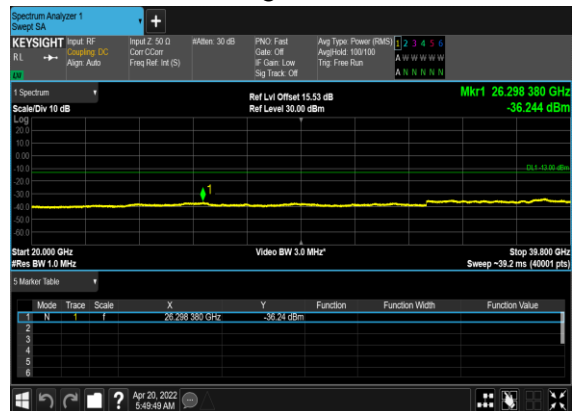 Spectrum Analyzer 1
Swept SA
+
KEYSIGHT Input: RF Input Z: 50 Ω #Atten: 30 dB PNO: Fast Avg Type: Power (RMS) 1 2 3 4 5 6
RL Coupling: DC Corr CCorr Gate: Off Avg|Hold: 100/100 A W W W W W
Align: Auto Freq Ref: Int (S) IF Gain: Low Trig: Free Run
Sig Track: Off A N N N N N
1 Spectrum Ref Lvl Offset 15.53 dB Mkr1 26.298 380 GHz
Scale/Div 10 dB Ref Level 30.00 dBm -36.244 dBm
Log
20.0
10.0
0.00
-10.0 DL1 -13.00 dBm
-20.0
-30.0 1
-40.0
-50.0
-60.0
Start 20.000 GHz Video BW 3.0 MHz* Stop 39.800 GHz
#Res BW 1.0 MHz Sweep ~39.2 ms (40001 pts)
5 Marker Table
Mode Trace Scale X Y Function Function Width Function Value
1 N 1 f 26.298 380 GHz -36.24 dBm
2
3
4
5
6
? Apr 20, 2022
5:49:49 AM